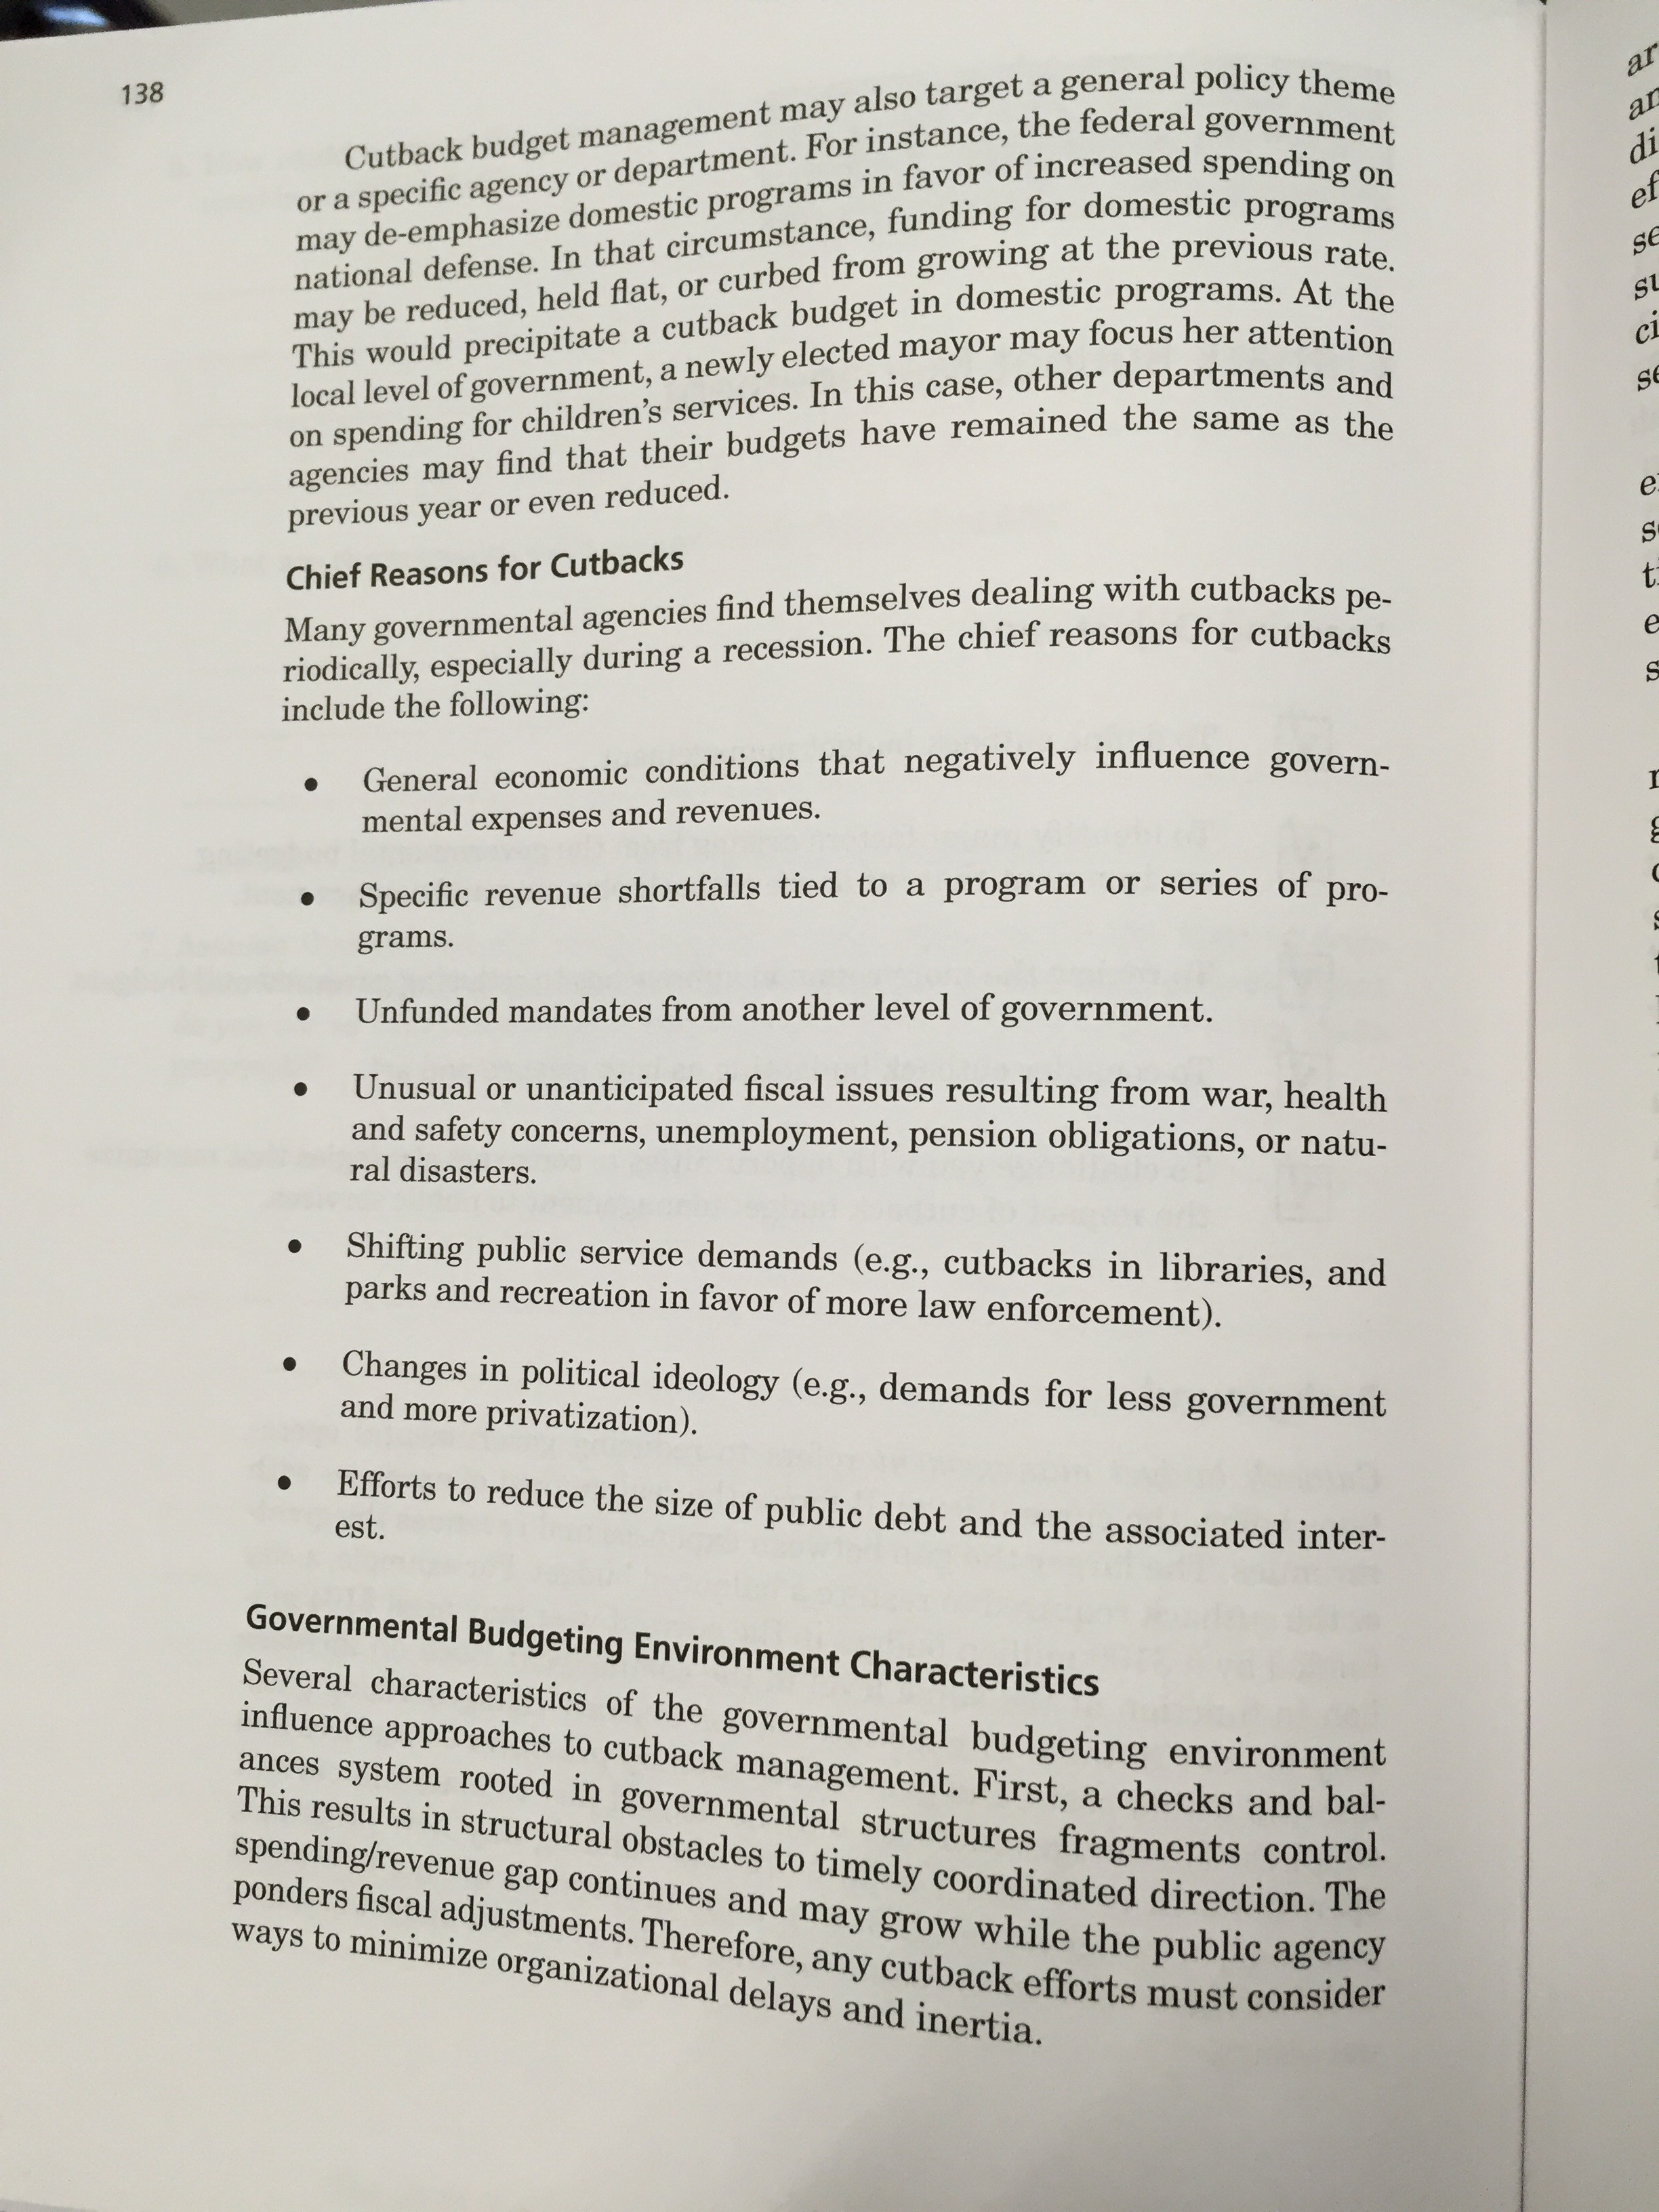 138
Cutback budget management may also target a general policy theme
or a specific agency or department. For instance, the federal government
may de-emphasize domestic programs in favor of increased spending on
national defense. In that circumstance, funding for domestic programs
may be reduced, held flat, or curbed from growing at the previous rate.
This would precipitate a cutback budget in domestic programs. At the
local level of government, a newly elected mayor may focus her attention
on spending for children's services. In this case, other departments and
agencies may find that their budgets have remained the same as the
previous year or even reduced.
Chief Reasons for Cutbacks
Many governmental agencies find themselves dealing with cutbacks pe-
riodically, especially during a recession. The chief reasons for cutbacks
include the following:
• General economic conditions that negatively influence govern-
mental expenses and revenues.
• Specific revenue shortfalls tied to a program or series of pro-
grams.
• Unfunded mandates from another level of government.
• Unusual or unanticipated fiscal issues resulting from war, health
and safety concerns, unemployment, pension obligations, or natu-
ral disasters.
• Shifting public service demands (e.g., cutbacks in libraries, and
parks and recreation in favor of more law enforcement).
• Changes in political ideology (e.g., demands for less government
and more privatization).
• Efforts to reduce the size of public debt and the associated inter-
est.
Governmental Budgeting Environment Characteristics
Several characteristics of the governmental budgeting environment
influence approaches to cutback management. First, a checks and bal-
ances system rooted in governmental structures fragments control.
This results in structural obstacles to timely coordinated direction. The
spending/revenue gap continues and may grow while the public agency
ponders fiscal adjustments. Therefore, any cutback efforts must consider
ways to minimize organizational delays and inertia.